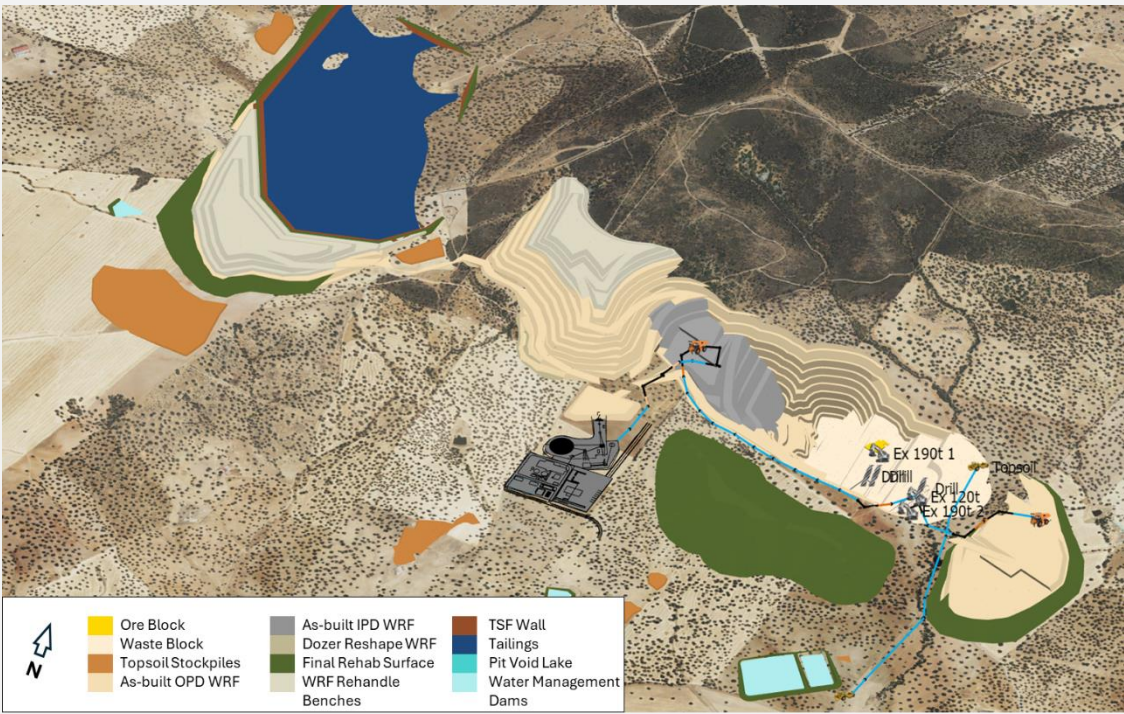 Ex 190t 1
Topsoil
Drill
Drill
Ex 120t
Ex 190t 2
N
Ore Block
Waste Block
Topsoil Stockpiles
As-built OPD WRF
As-built IPD WRF
Dozer Reshape WRF
Final Rehab Surface
WRF Rehandle
Benches
TSF Wall
Tailings
Pit Void Lake
Water Management
Dams